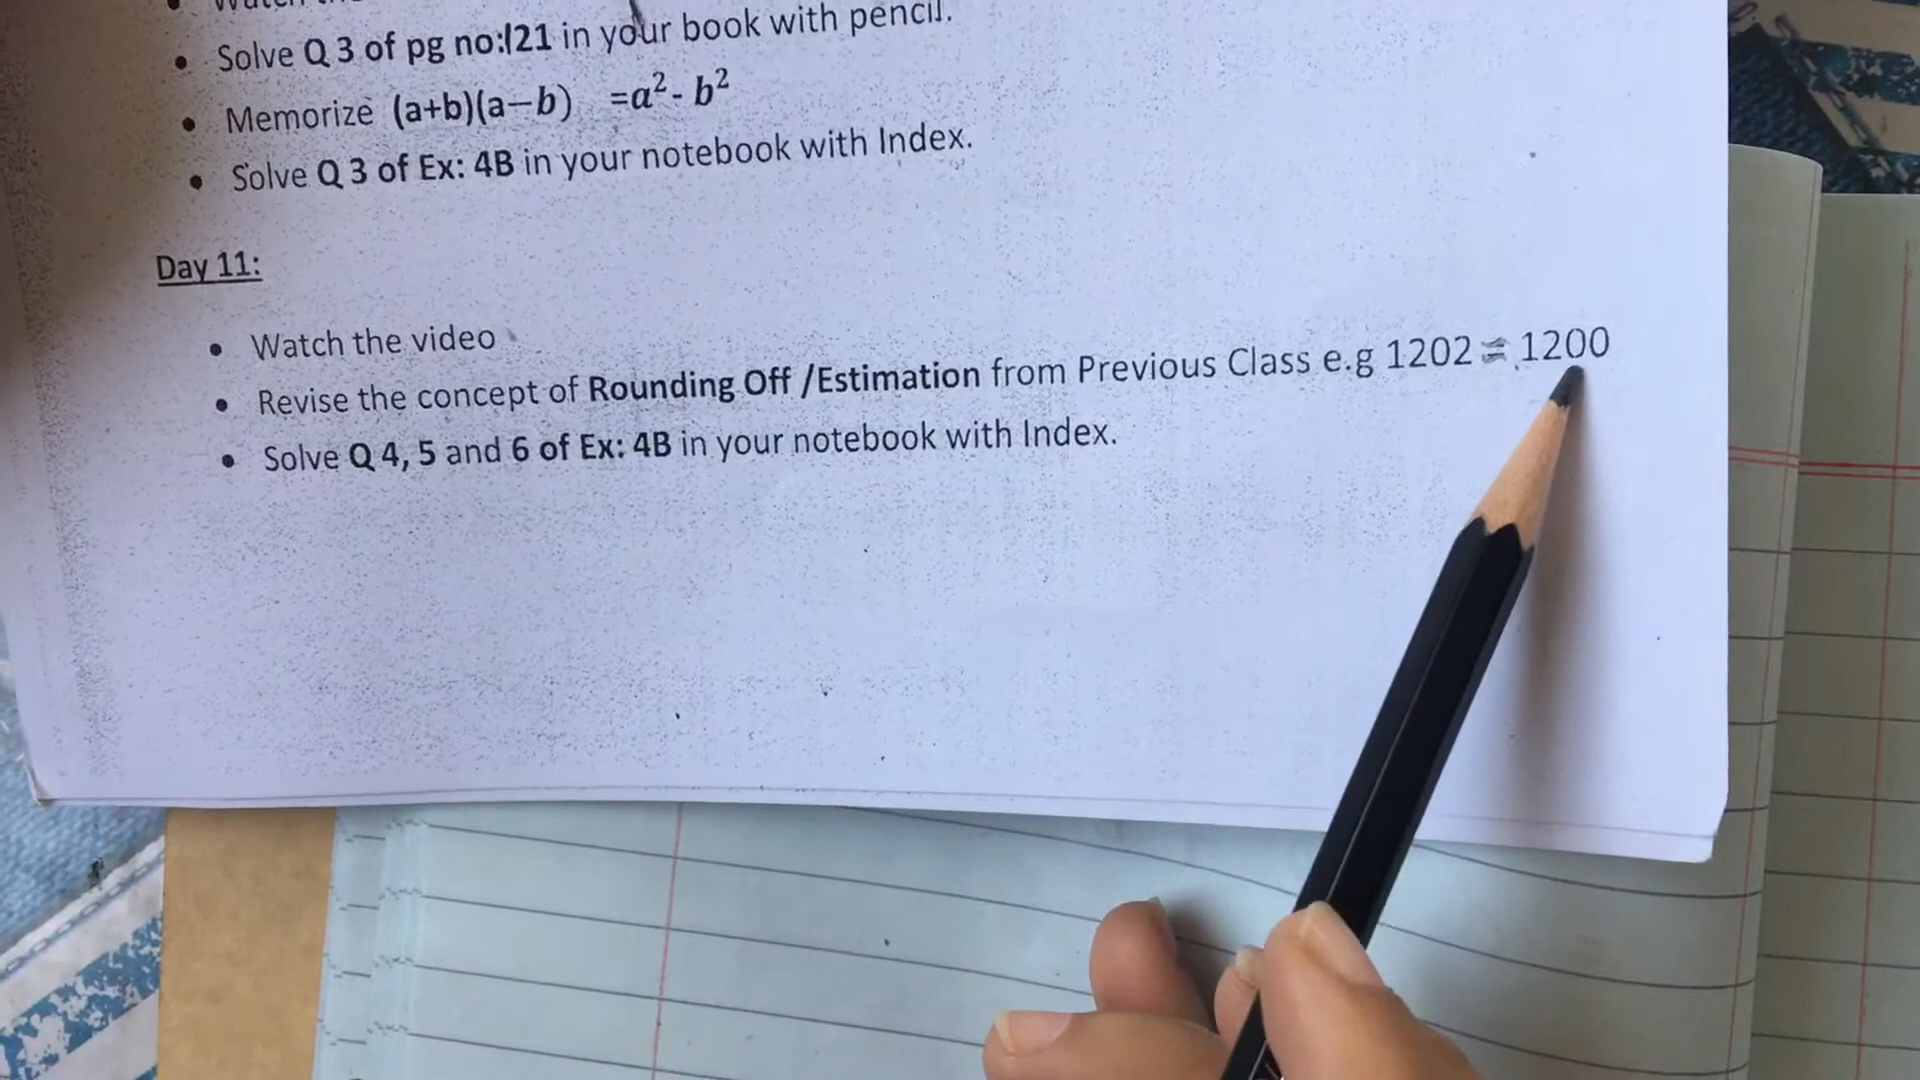 • Solve Q 3 of pg no:121 in your book with pencil.
• Memorize (a+b)(a−b) =a²- b²
• Solve Q 3 of Ex: 4B in your notebook with Index.
Day 11:
• Watch the video
• Revise the concept of Rounding Off /Estimation from Previous Class e.g 1202 ≈ 1200
• Solve Q 4, 5 and 6 of Ex: 4B in your notebook with Index.